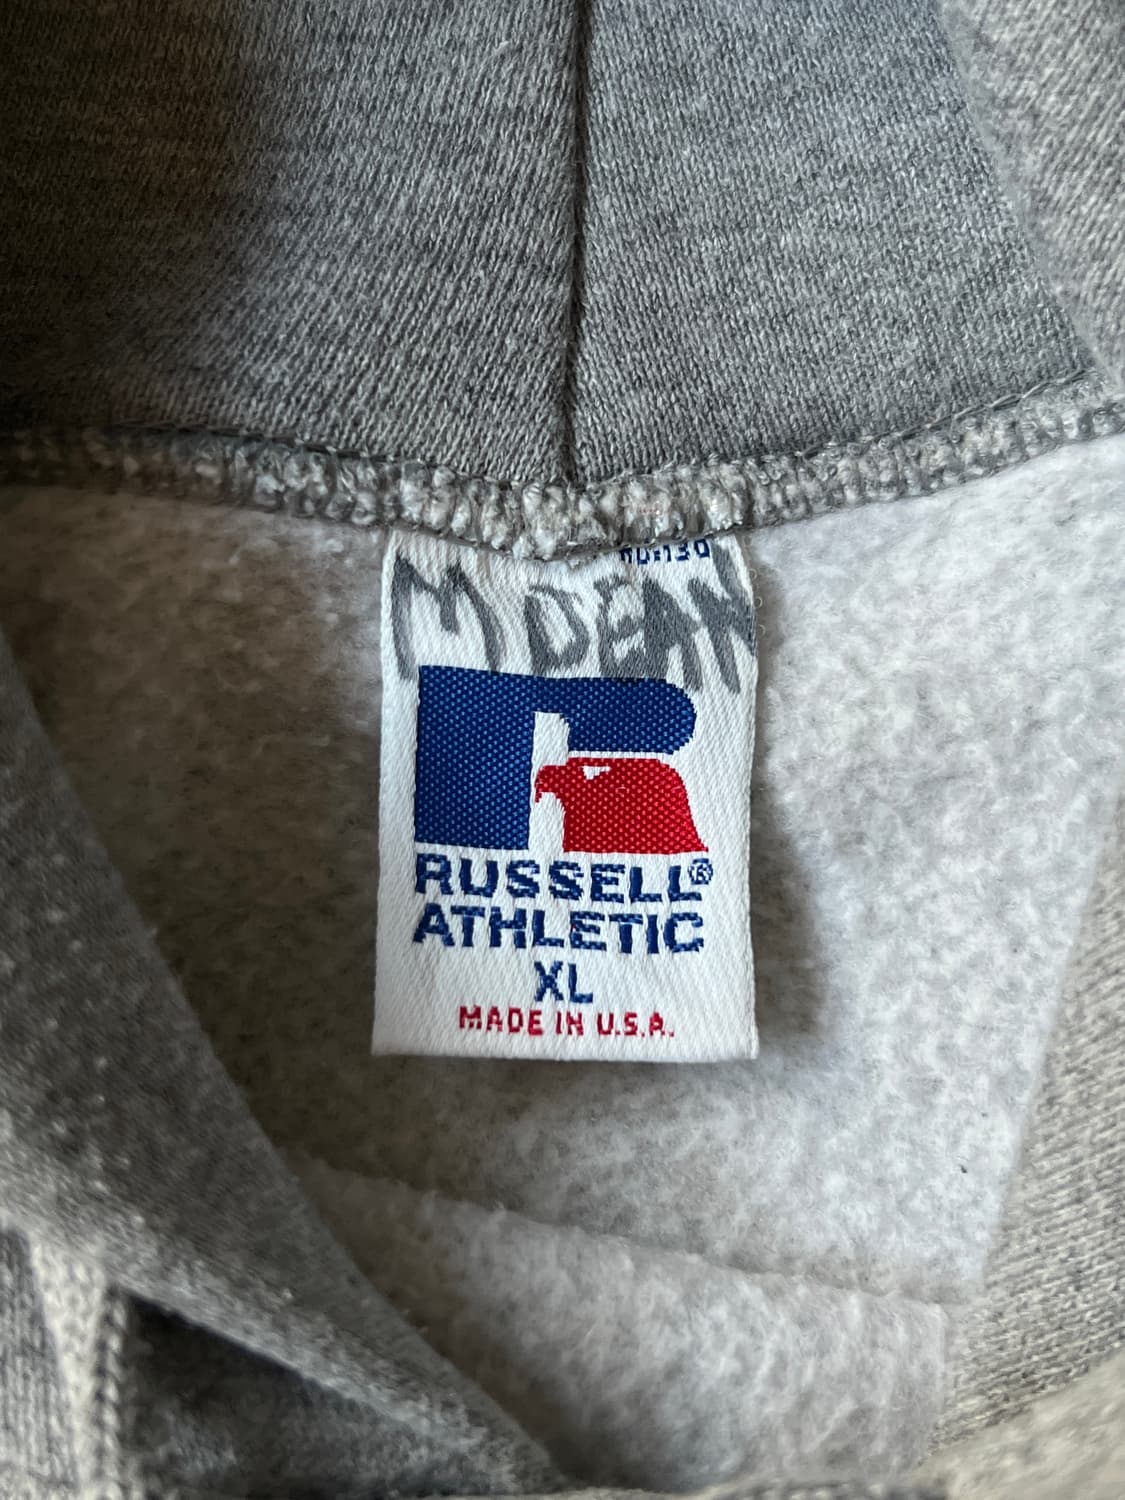 M DEAN
RUSSELL®
ATHLETIC
XL
MADE IN U.S.A.